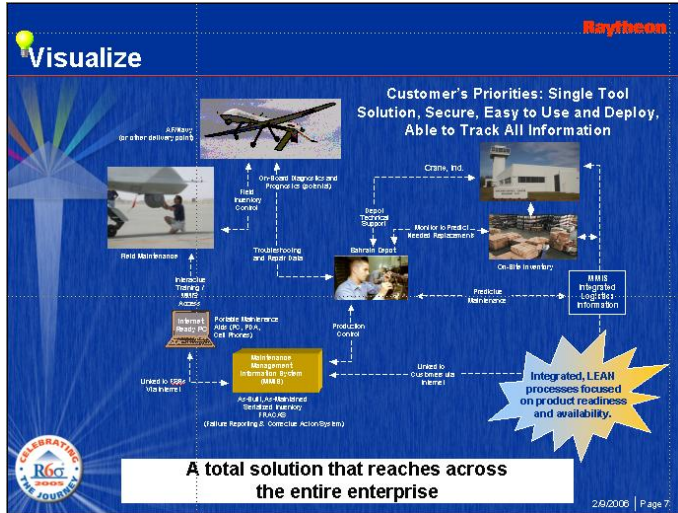 Raytheon
Visualize
Customer's Priorities: Single Tool
Solution, Secure, Easy to Use and Deploy,
Able to Track All Information
(or other delivery point)
On-Board Diagnostics and
Prognostics (potential)
Field
Inventory
Control
Crane, Ind.
Depot
Technical
Support
Monitor to Predict
Needed Replacements
Field Maintenance
Troubleshooting
and Repair Data
Bahrain Depot
On-Site Inventory
Interactive
Training /
Access
MMIS
Integrated
Logistics
Information
Predictive
Maintenance
Internet
Ready PC
Portable Maintenance
Aids (PC, PDA,
Cell Phones)
Production
Control
Maintenance
Management
Information System
(MMIS)
Linked to
Via Internet
Linked to
Customer via
Internet
Integrated, LEAN
processes focused
on product readiness
and availability.
As-Built, As-Maintained
Serialized Inventory
FRACAS
(Failure Reporting & Corrective Action System)
CELEBRATING
R6σ
2005
THE JOURNEY
A total solution that reaches across
the entire enterprise
2/9/2006 | Page 7